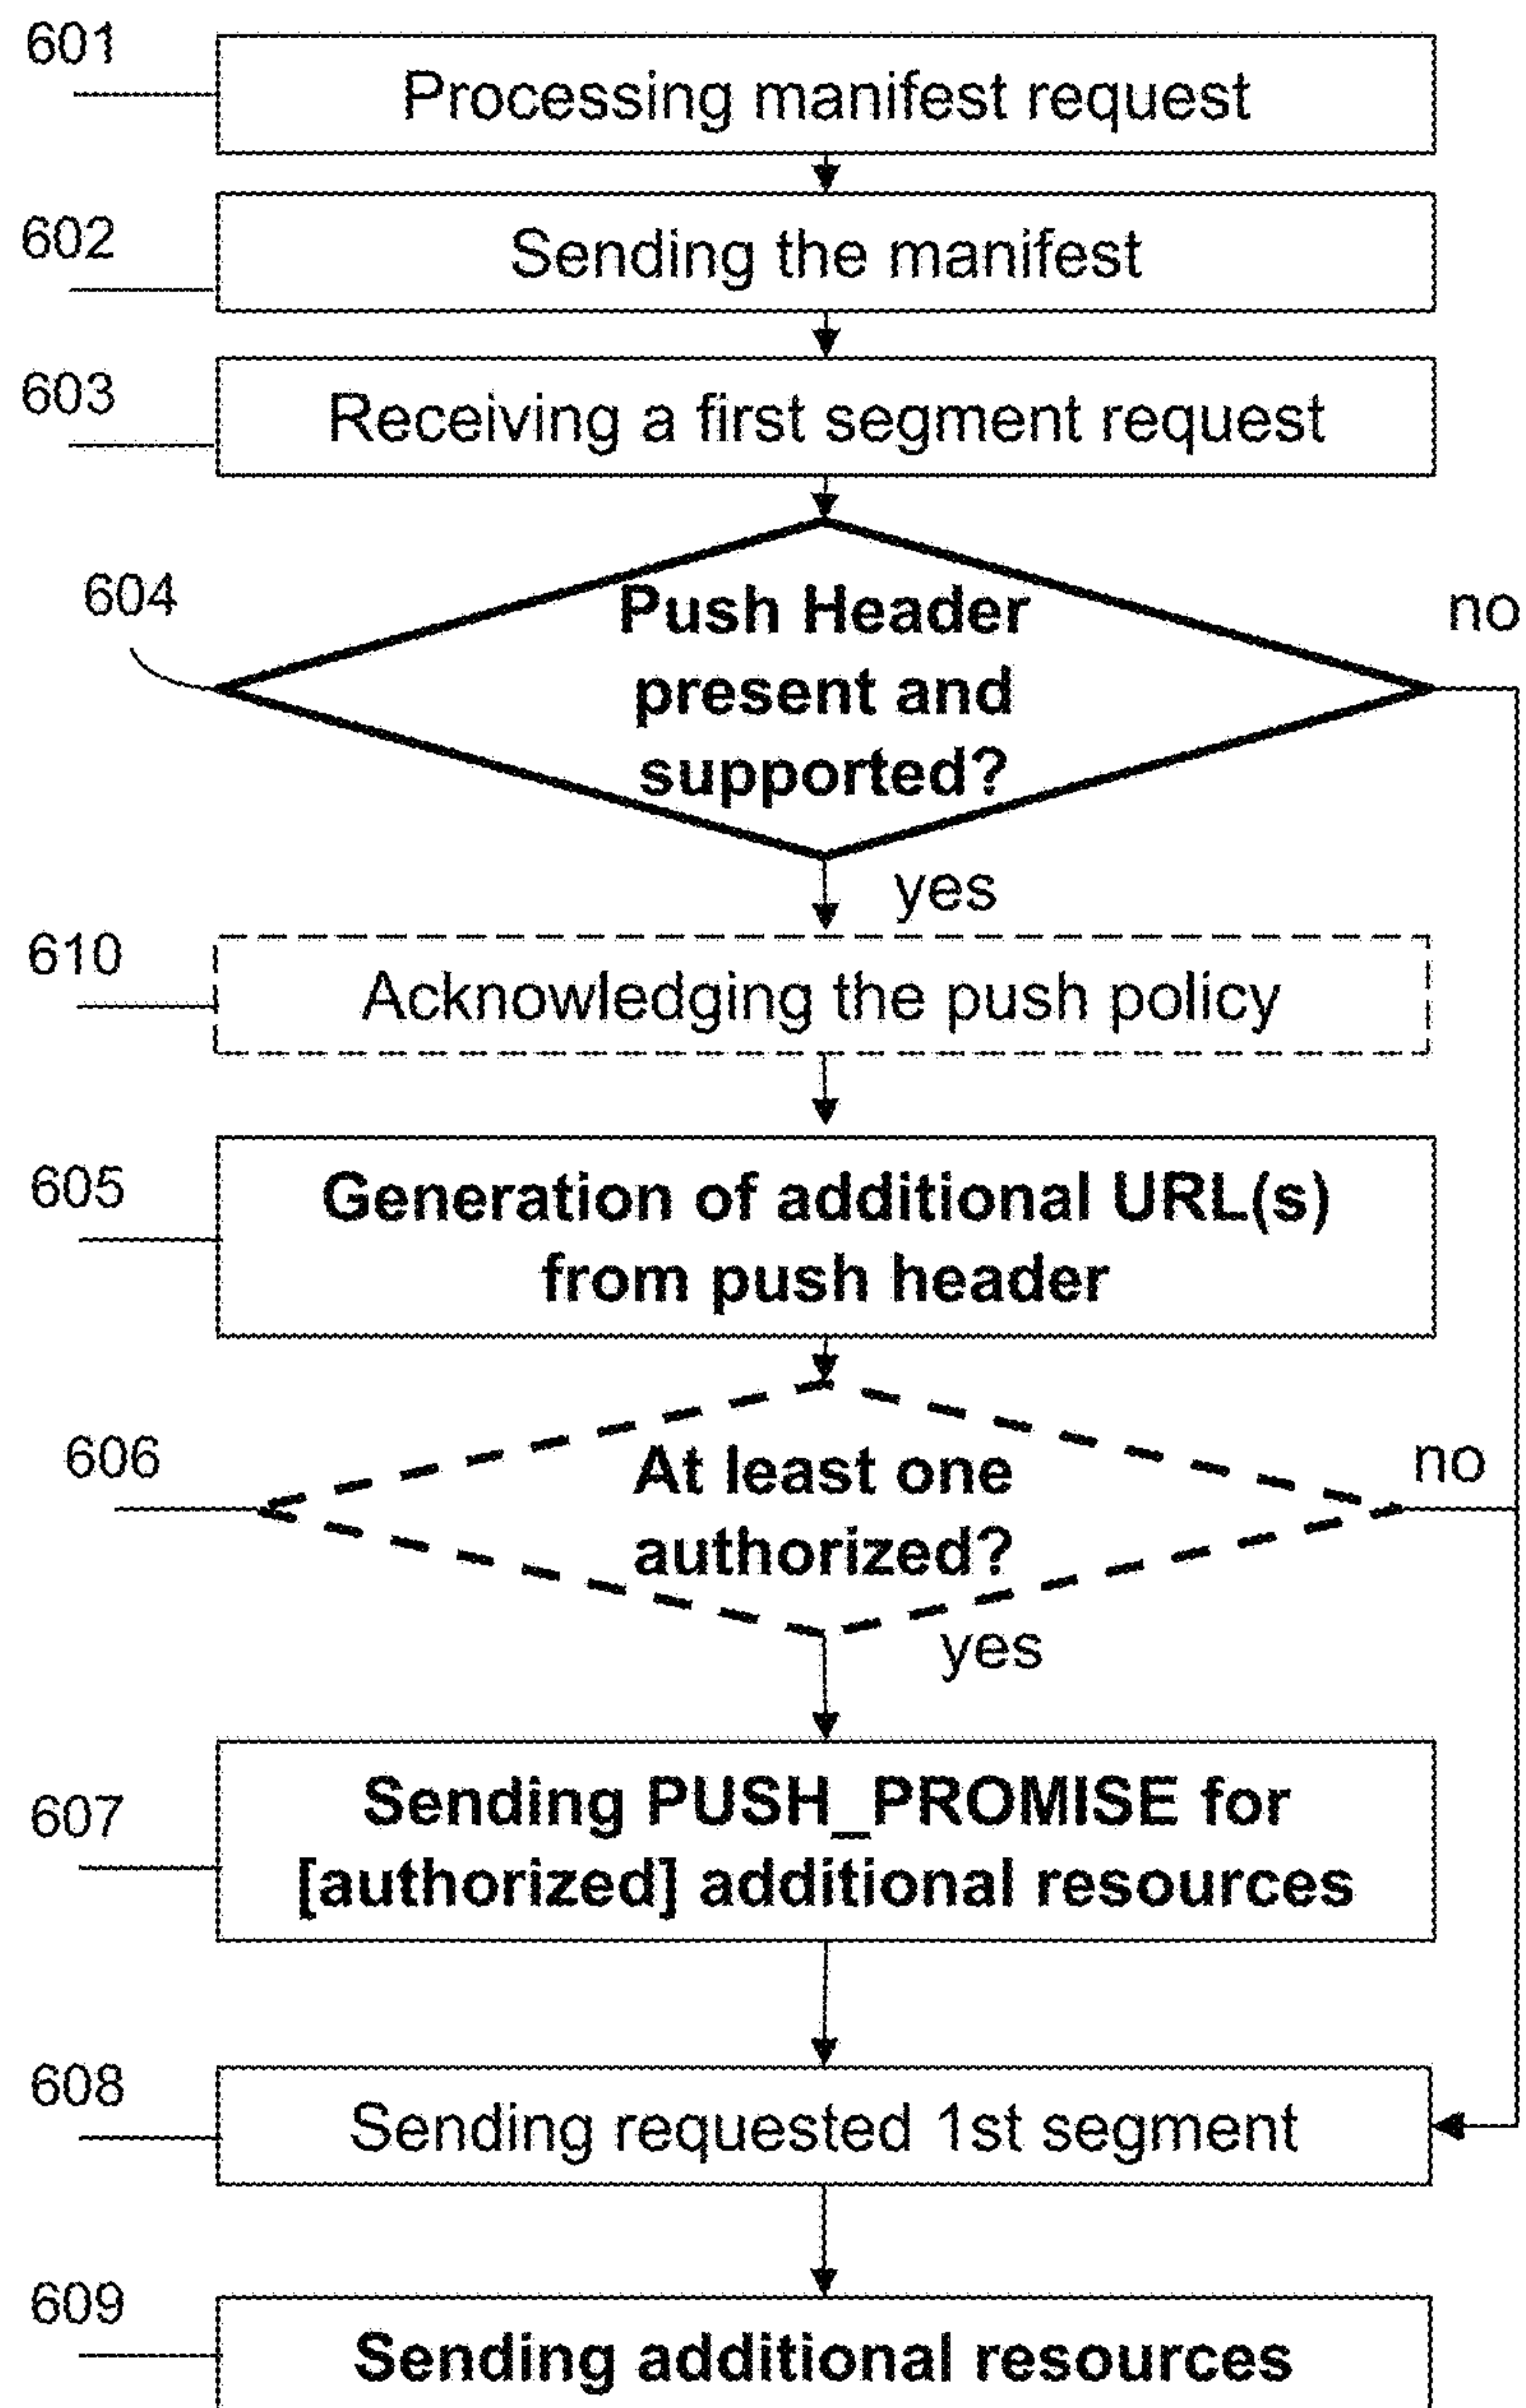 601
Processing manifest request
602
Sending the manifest
603
Receiving a first segment request
604
Push Header
present and
supported?
no
yes
610
Acknowledging the push policy
605
Generation of additional URL(s)
from push header
606
At least one
authorized?
no
yes
607
Sending PUSH_PROMISE for
[authorized] additional resources
608
Sending requested 1st segment
609
Sending additional resources